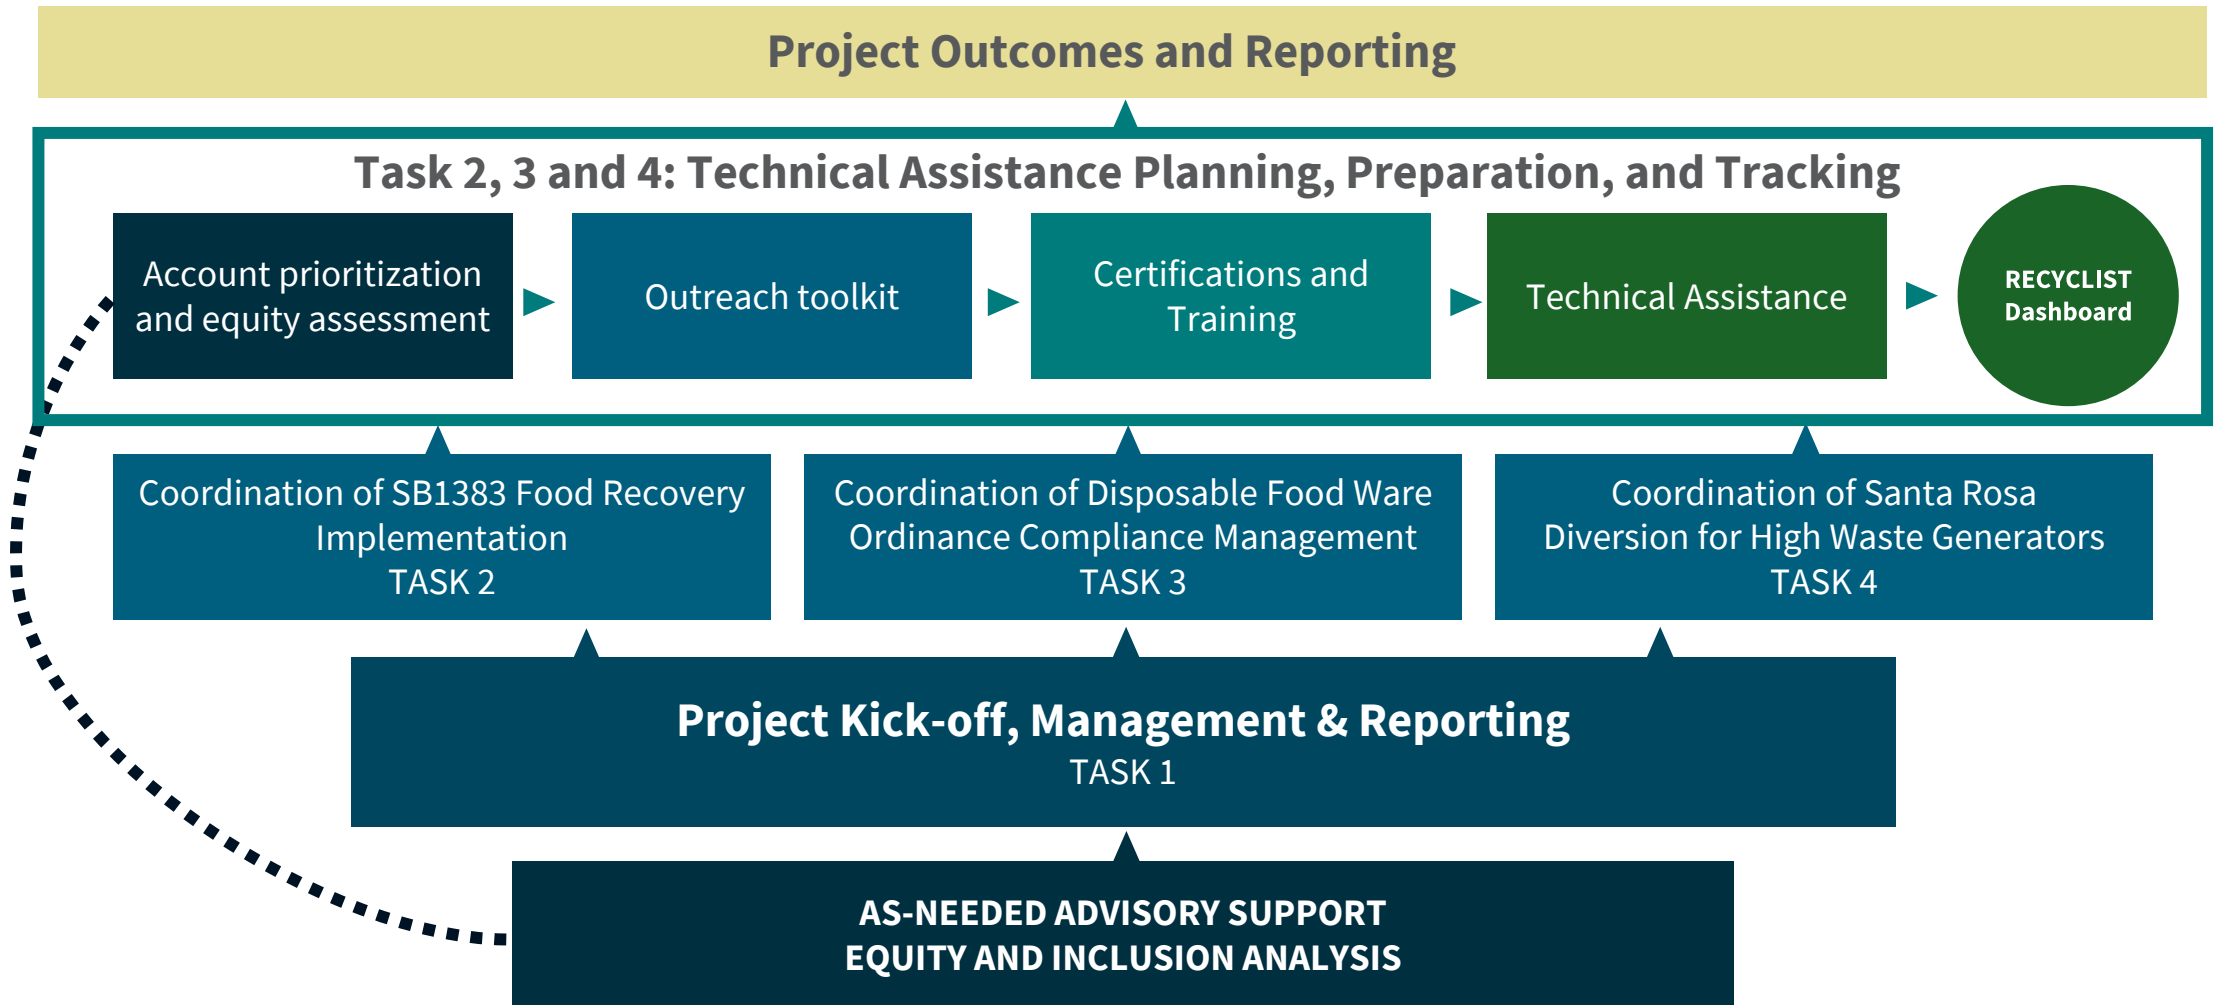 Project Outcomes and Reporting
Task 2, 3 and 4: Technical Assistance Planning, Preparation, and Tracking
Account prioritization
and equity assessment
Outreach toolkit
Certifications and
Training
Technical Assistance
RECYCLIST
Dashboard
Coordination of SB1383 Food Recovery
Implementation
TASK 2
Coordination of Disposable Food Ware
Ordinance Compliance Management
TASK 3
Coordination of Santa Rosa
Diversion for High Waste Generators
TASK 4
Project Kick-off, Management & Reporting
TASK 1
AS-NEEDED ADVISORY SUPPORT
EQUITY AND INCLUSION ANALYSIS